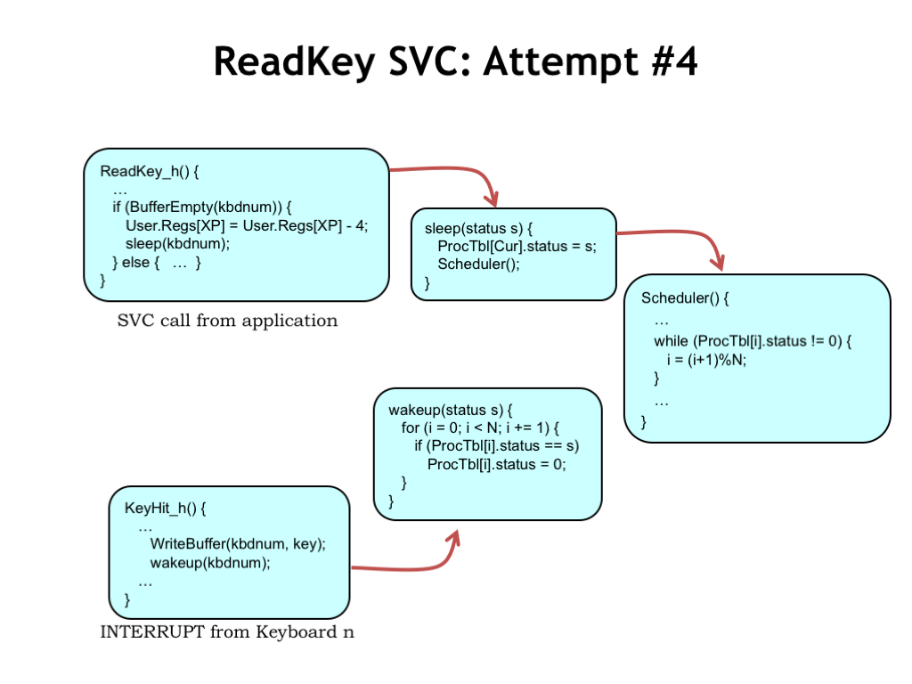 ReadKey SVC: Attempt #4
ReadKey_h() {
…
if (BufferEmpty(kbdnum)) {
User.Regs[XP] = User.Regs[XP] - 4;
sleep(kbdnum);
} else { … }
}
SVC call from application
sleep(status s) {
ProcTbl[Cur].status = s;
Scheduler();
}
Scheduler() {
…
while (ProcTbl[i].status != 0) {
i = (i+1)%N;
}
…
}
wakeup(status s) {
for (i = 0; i < N; i += 1) {
if (ProcTbl[i].status == s)
ProcTbl[i].status = 0;
}
}
KeyHit_h() {
…
WriteBuffer(kbdnum, key);
wakeup(kbdnum);
…
}
INTERRUPT from Keyboard n